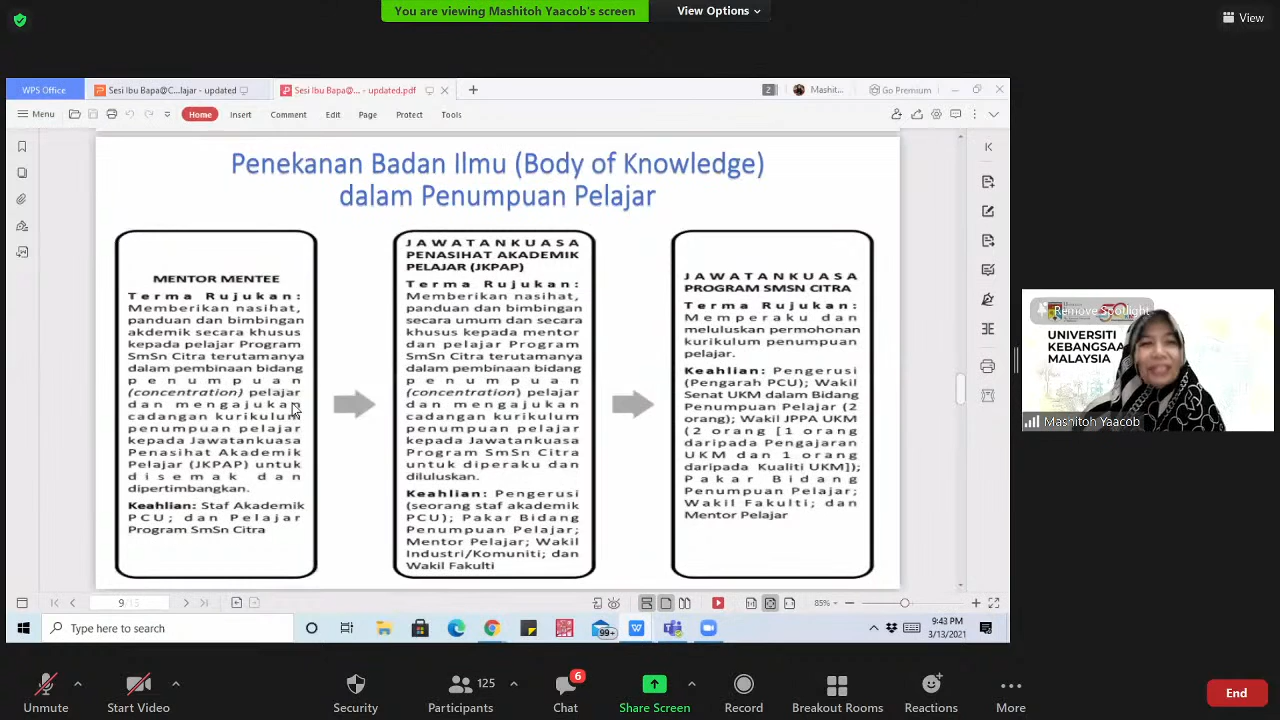 You are viewing Mashitoh Yaacob's screen
View Options
View
WPS Office
Sesi Ibu Bapa@C...lajar - updated
Sesi Ibu Bapa@... - updated.pdf
2
Mashit...
Go Premium
Menu
Home
Insert
Comment
Edit
Page
Protect
Tools
Penekanan Badan Ilmu (Body of Knowledge)
dalam Penumpuan Pelajar
MENTOR MENTEE
Terma Rujukan:
Memberikan nasihat,
panduan dan bimbingan
akdemik secara khusus
kepada pelajar Program
SmSn Citra terutamanya
dalam pembinaan bidang
penumpuan
(concentration) pelajar
dan mengajukan
cadangan kurikulum
penumpuan pelajar
kepada Jawatankuasa
Penasihat Akademik
Pelajar (JKPAP) untuk
disemak dan
dipertimbangkan.
Keahlian: Staf Akademik
PCU; dan Pelajar
Program SmSn Citra
JAWATANKUASA
PENASIHAT AKADEMIK
PELAJAR (JKPAP)
Terma Rujukan:
Memberikan nasihat,
panduan dan bimbingan
secara umum dan secara
khusus kepada mentor
dan pelajar Program
SmSn Citra terutamanya
dalam pembinaan bidang
penumpuan
(concentration) pelajar
dan mengajukan
cadangan kurikulum
penumpuan pelajar
kepada Jawatankuasa
Program SmSn Citra
untuk diperaku dan
diluluskan.
Keahlian: Pengerusi
(seorang staf akademik
PCU); Pakar Bidang
Penumpuan Pelajar;
Mentor Pelajar; Wakil
Industri/Komuniti; dan
Wakil Fakulti
JAWATANKUASA
PROGRAM SMSN CITRA
Terma Rujukan:
Memperaku dan
meluluskan permohonan
kurikulum penumpuan
pelajar.
Keahlian: Pengerusi
(Pengarah PCU); Wakil
Senat UKM dalam Bidang
Penumpuan Pelajar (2
orang); Wakil JPPA UKM
(2 orang [1 orang
daripada Pengajaran
UKM dan 1 orang
daripada Kualiti UKM]);
Pakar Bidang
Penumpuan Pelajar;
Wakil Fakulti; dan
Mentor Pelajar
Remove Spotlight
UNIVERSITI
KEBANGSAA
MALAYSIA
Mashitoh Yaacob
9/15
85%
Type here to search
99+
9:43 PM
3/13/2021
Unmute
Start Video
Security
125
Participants
6
Chat
Share Screen
Record
Breakout Rooms
Reactions
More
End